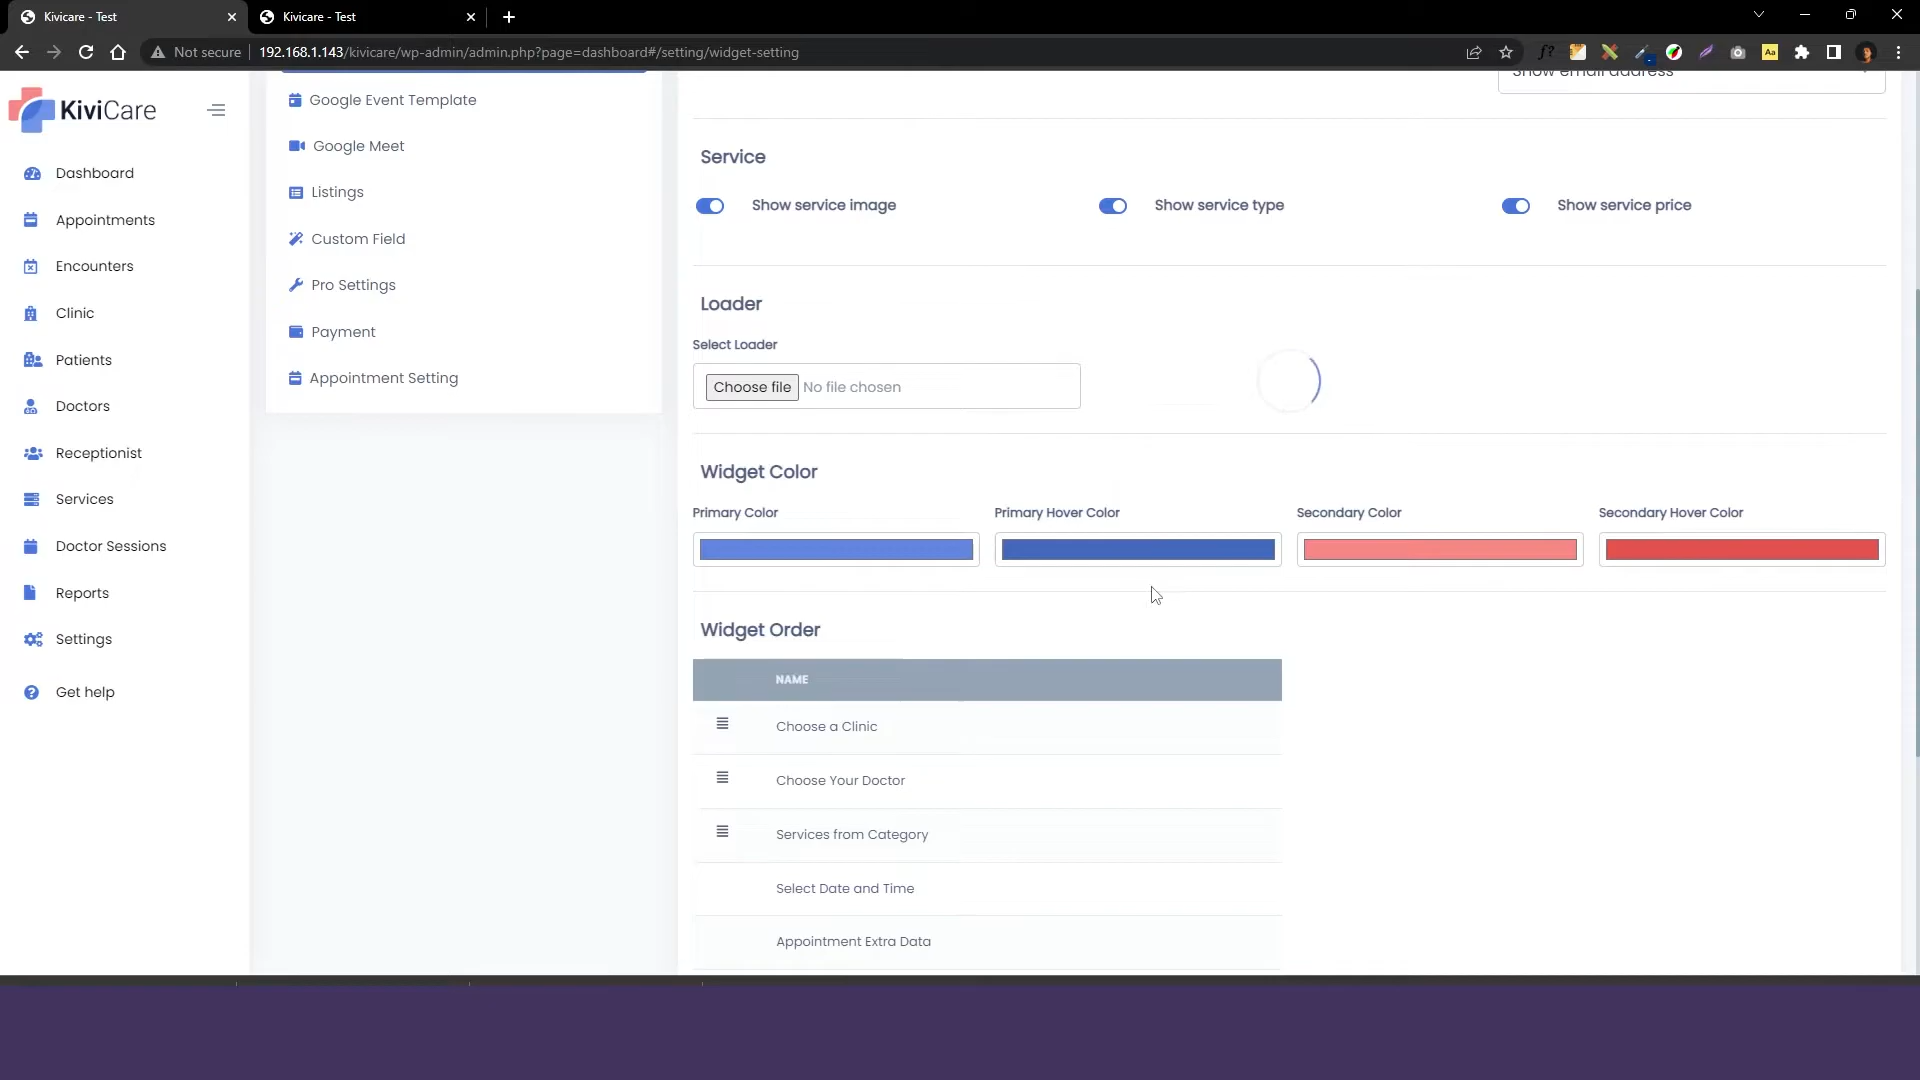 Kivicare - Test
Kivicare - Test
Not secure
192.168.1.143/kivicare/wp-admin/admin.php?page=dashboard#/setting/widget-setting
f?
Aa
KiviCare
Dashboard
Appointments
Encounters
Clinic
Patients
Doctors
Receptionist
Services
Doctor Sessions
Reports
Settings
Get help
Google Event Template
Google Meet
Listings
Custom Field
Pro Settings
Payment
Appointment Setting
Show email address
Service
Show service image
Show service type
Show service price
Loader
Select Loader
Choose file No file chosen
Widget Color
Primary Color
Primary Hover Color
Secondary Color
Secondary Hover Color
Widget Order
NAME
Choose a Clinic
Choose Your Doctor
Services from Category
Select Date and Time
Appointment Extra Data